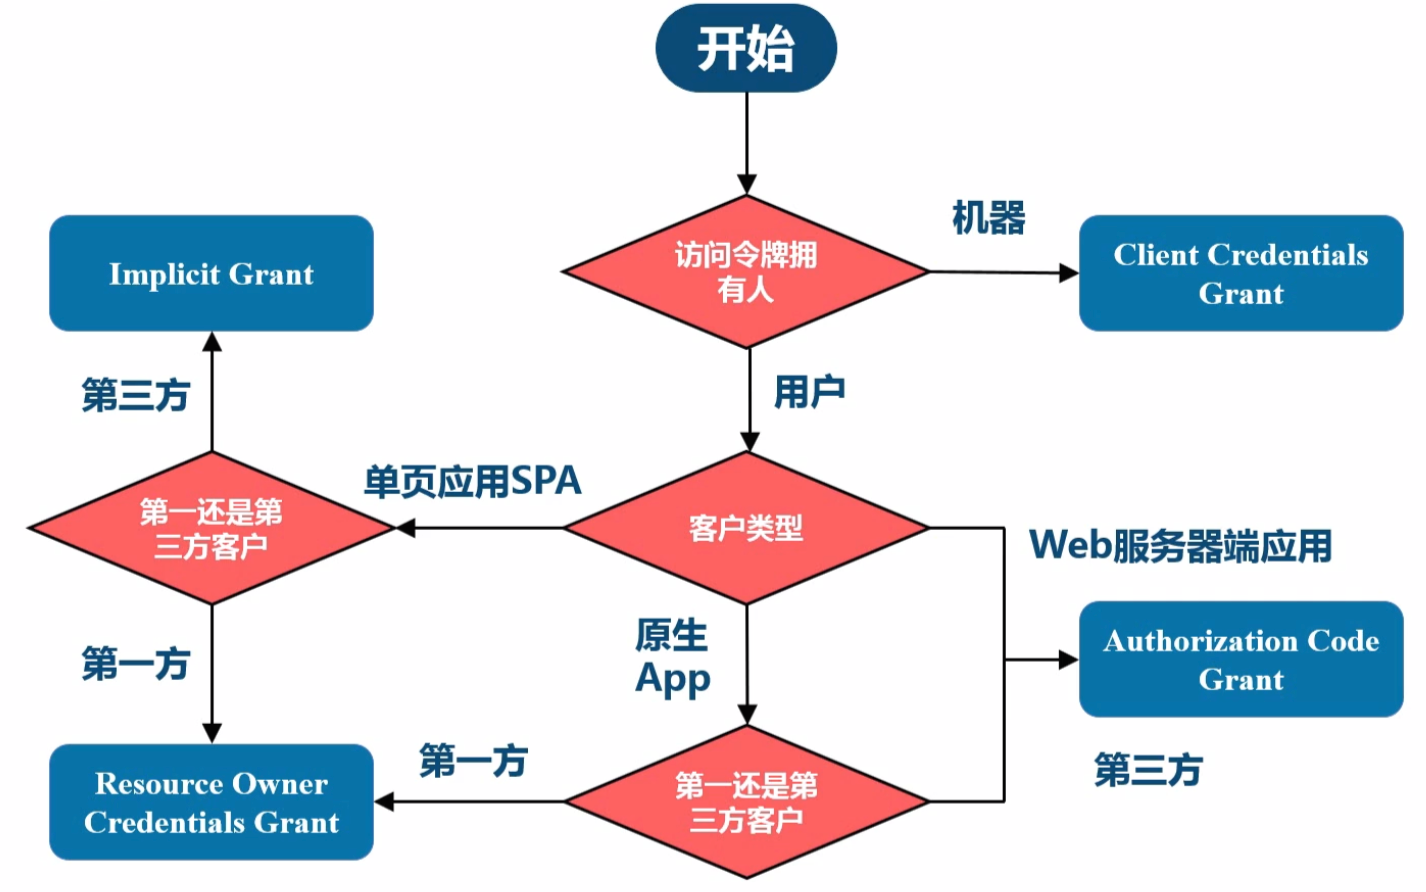 开始
访问令牌拥
有人
机器
Client Credentials
Grant
Implicit Grant
用户
第三方
单页应用SPA
第一还是第
三方客户
客户类型
Web服务器端应用
原生
App
Authorization Code
Grant
第一方
第一方
第一还是第
三方客户
第三方
Resource Owner
Credentials Grant